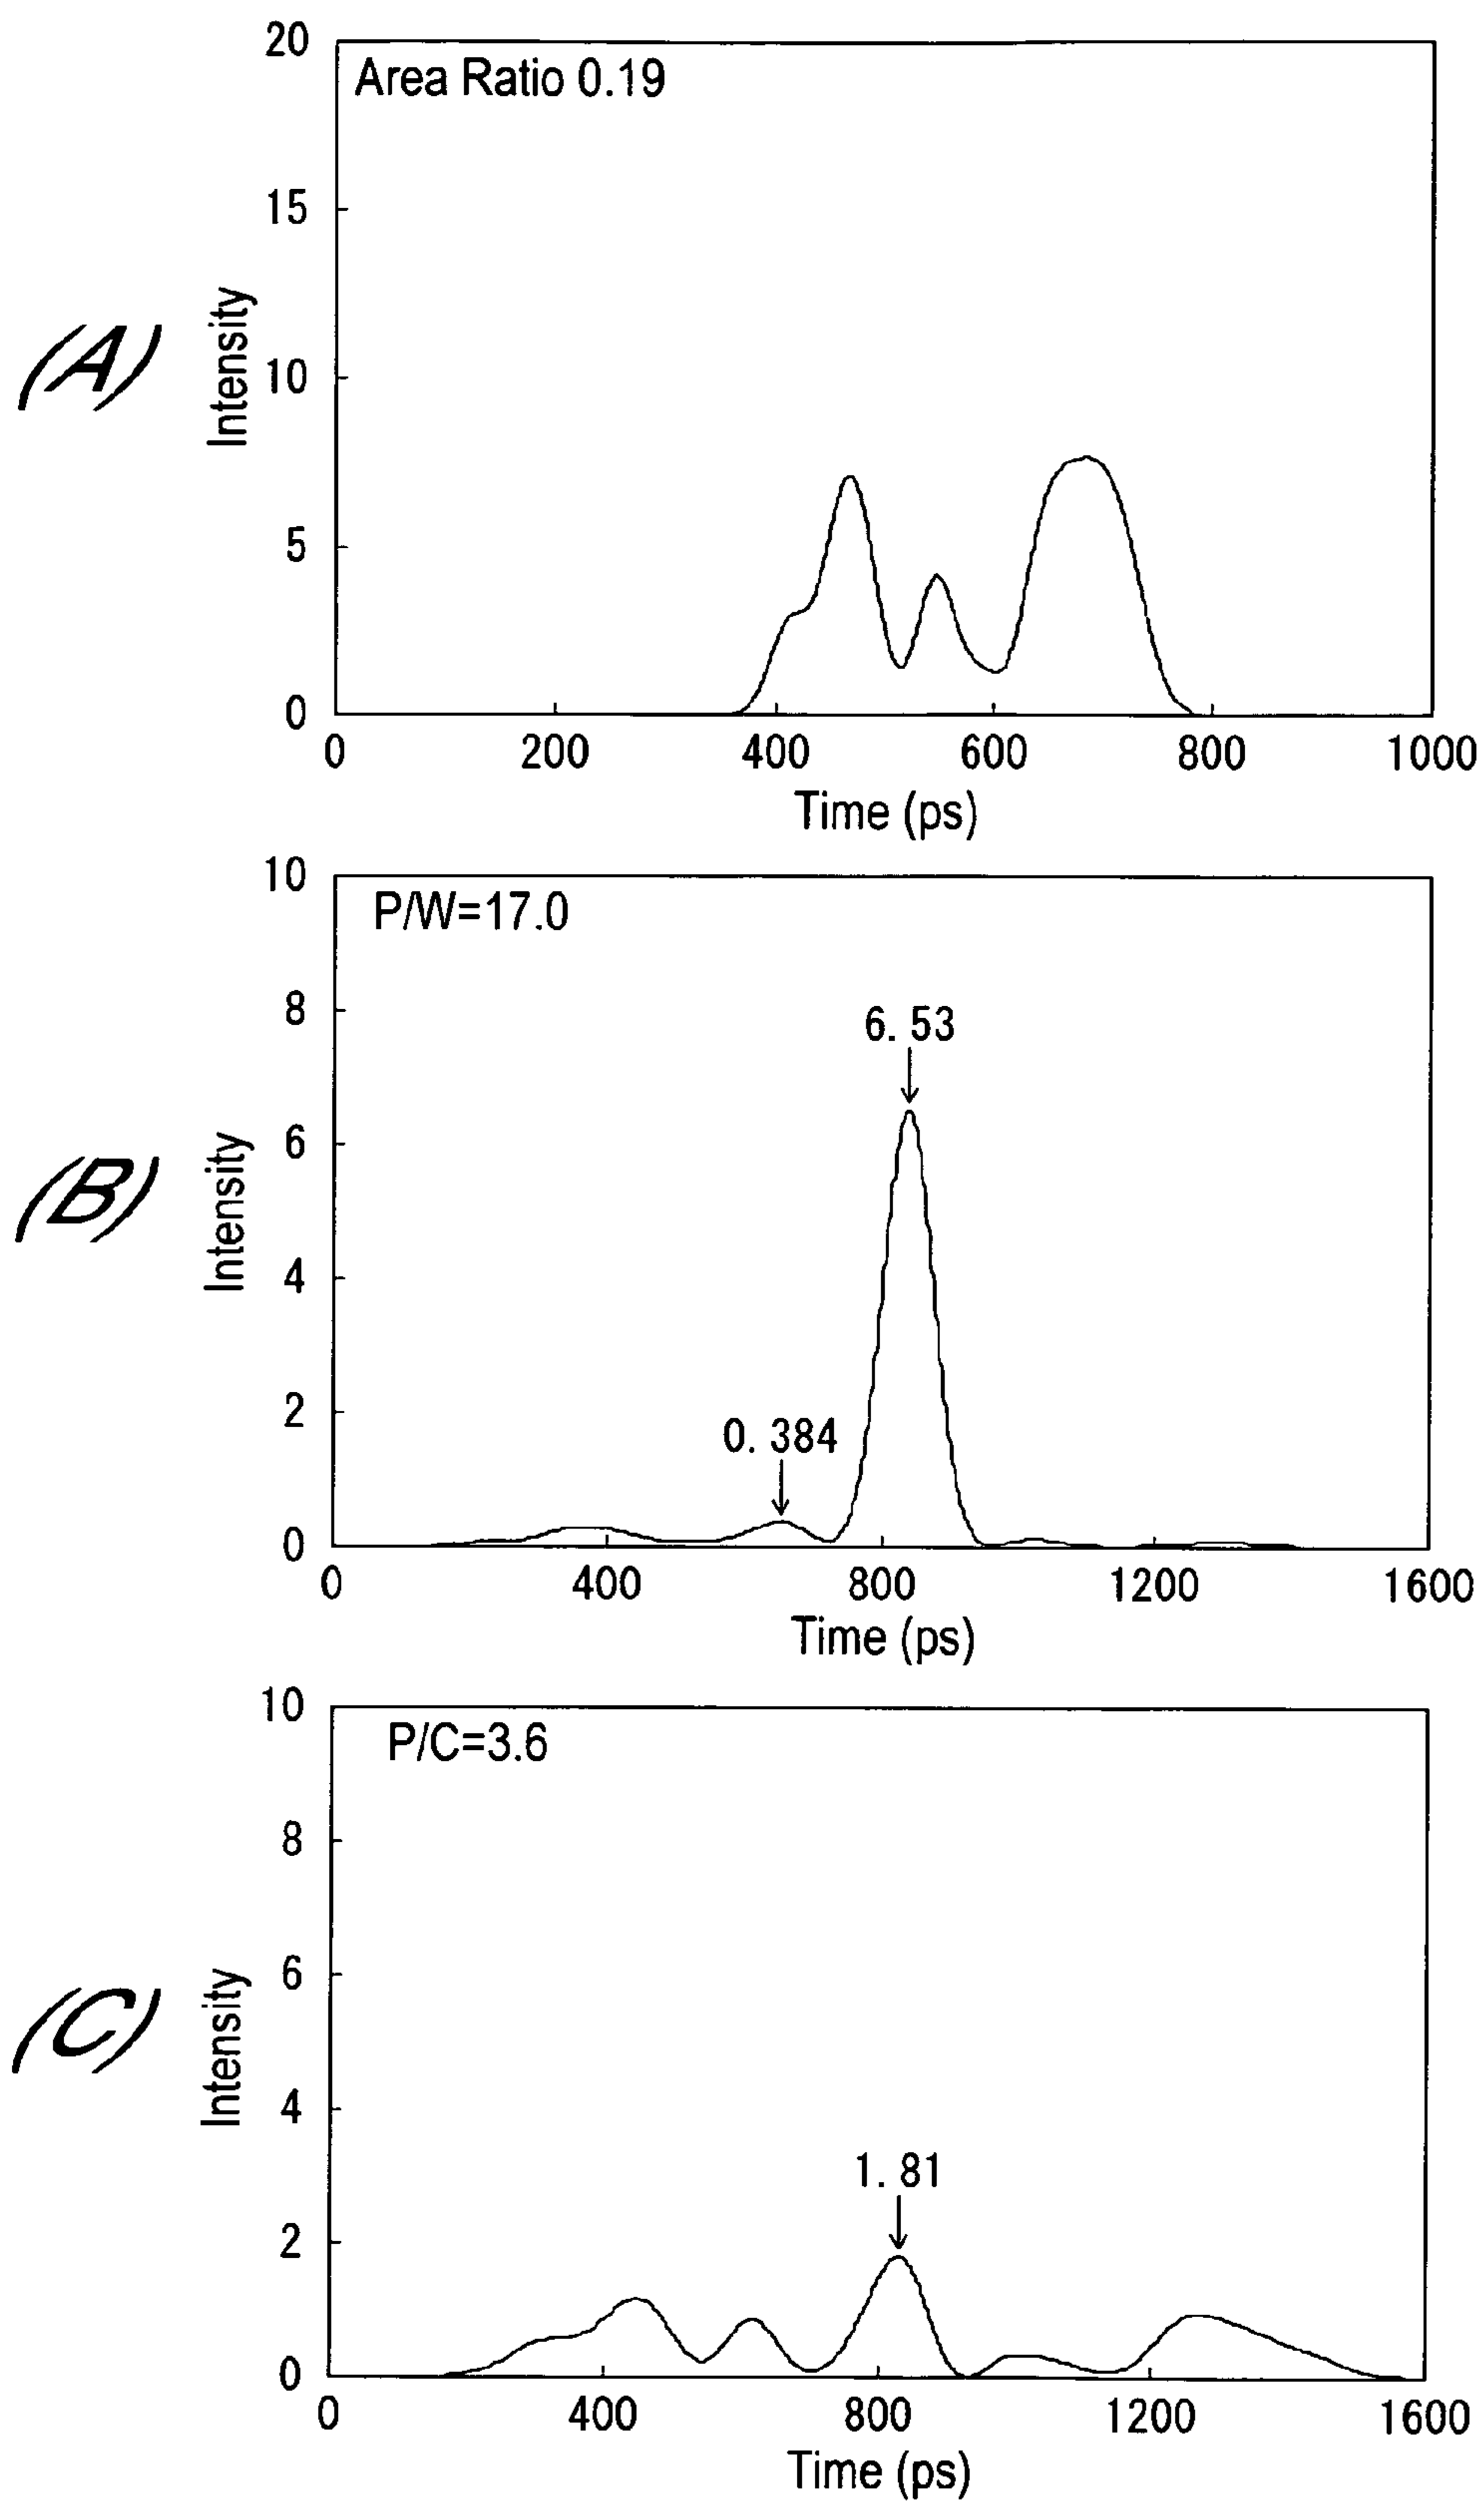 (A)
20
Area Ratio 0.19
15
10
5
0
Intensity
0 200 400 600 800 1000
Time (ps)
(B)
10
P/W=17.0
8
6.53
6
4
2
0.384
0
Intensity
0 400 800 1200 1600
Time (ps)
(C)
10
P/C=3.6
8
6
4
1.81
2
0
Intensity
0 400 800 1200 1600
Time (ps)